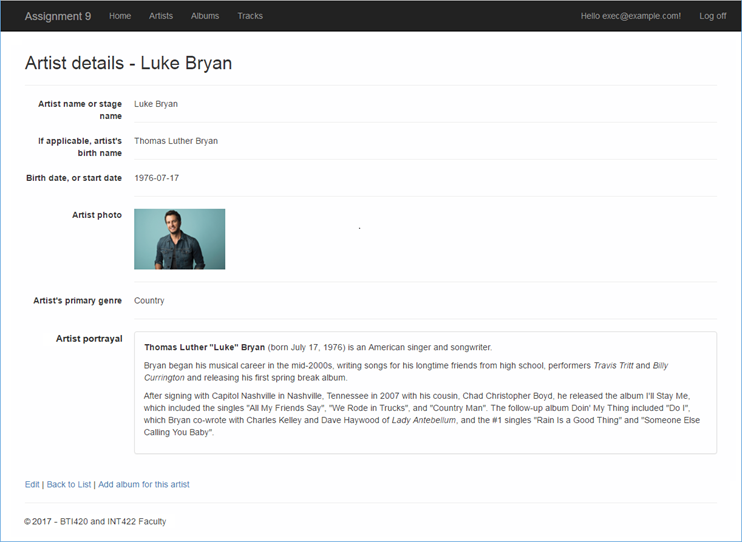 Assignment 9 Home Artists Albums Tracks Hello exec@example.com! Log off
Artist details - Luke Bryan
Artist name or stage name Luke Bryan
If applicable, artist's birth name Thomas Luther Bryan
Birth date, or start date 1976-07-17
Artist photo
Artist's primary genre Country
Artist portrayal
Thomas Luther "Luke" Bryan (born July 17, 1976) is an American singer and songwriter.
Bryan began his musical career in the mid-2000s, writing songs for his longtime friends from high school, performers Travis Tritt and Billy
Currington and releasing his first spring break album.
After signing with Capitol Nashville in Nashville, Tennessee in 2007 with his cousin, Chad Christopher Boyd, he released the album I'll Stay Me,
which included the singles "All My Friends Say", "We Rode in Trucks", and "Country Man". The follow-up album Doin' My Thing included "Do I",
which Bryan co-wrote with Charles Kelley and Dave Haywood of Lady Antebellum, and the #1 singles "Rain Is a Good Thing" and "Someone Else
Calling You Baby".
Edit | Back to List | Add album for this artist
© 2017 - BTI420 and INT422 Faculty